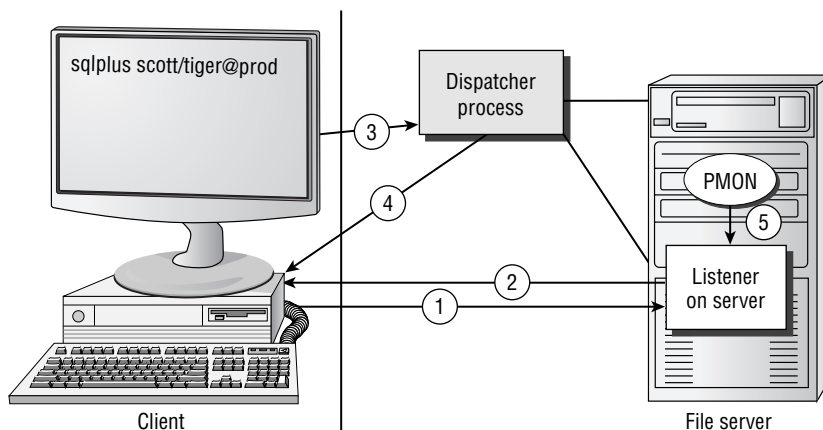 sqlplus scott/tiger@prod
Dispatcher
process
3
PMON
4
5
2
Listener
on server
1
Client
File server